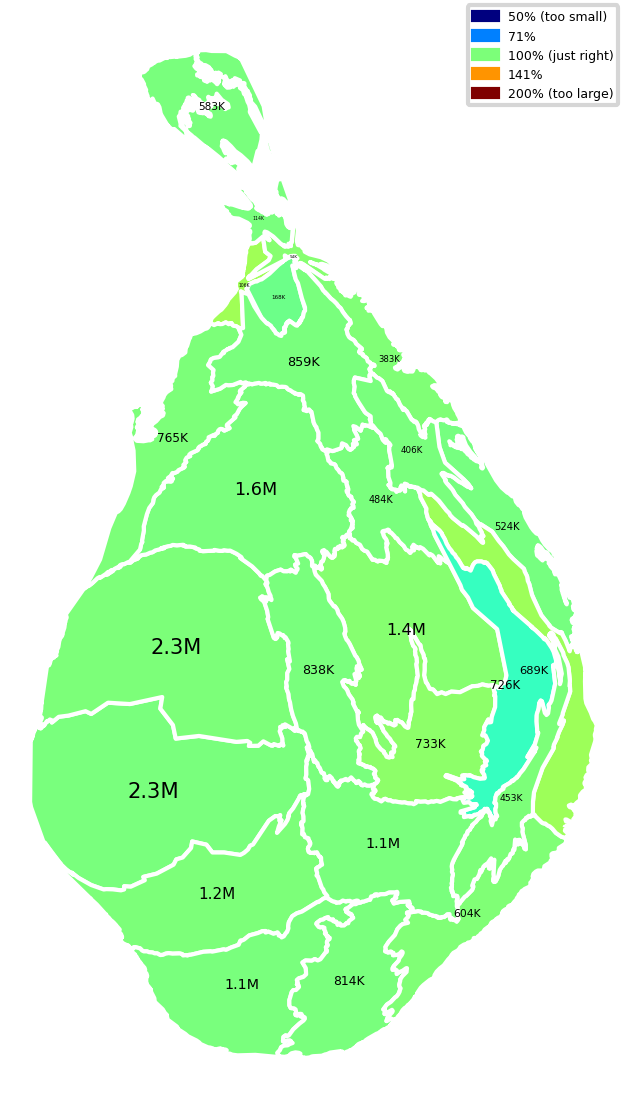 50% (too small)
71%
100% (just right)
141%
200% (too large)
583K
114K
106K
168K
859K
383K
765K
406K
1.6M
484K
524K
1.4M
2.3M
838K
689K
726K
733K
2.3M
453K
1.1M
1.2M
604K
814K
1.1M